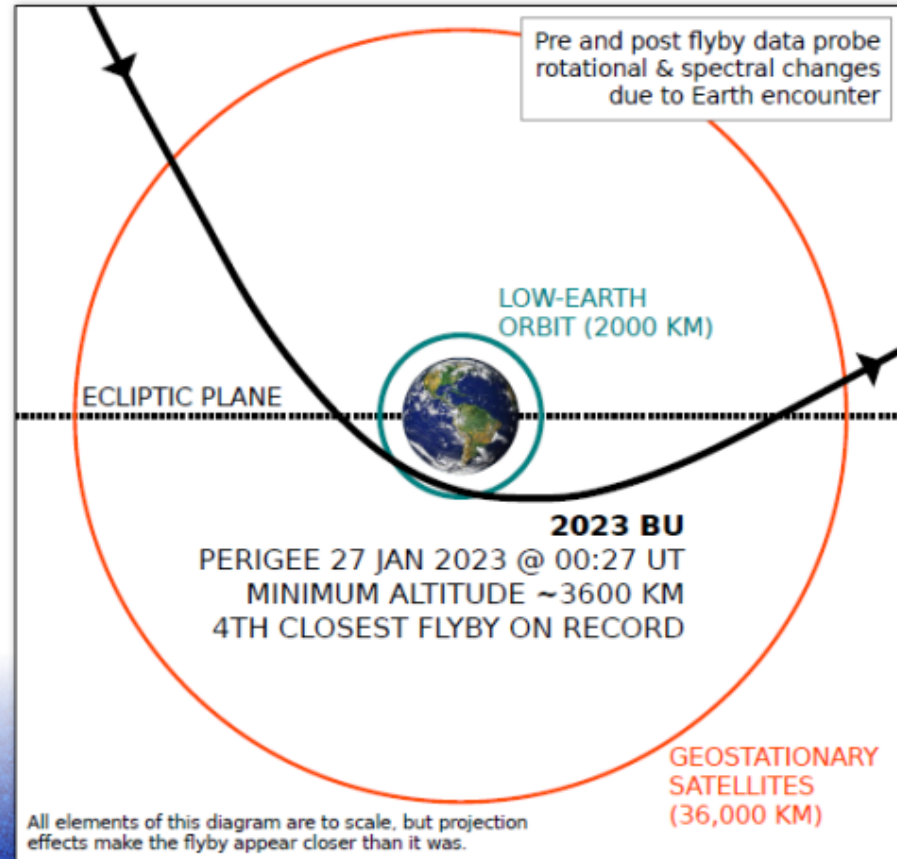 Pre and post flyby data probe
rotational & spectral changes
due to Earth encounter
LOW-EARTH
ORBIT (2000 KM)
ECLIPTIC PLANE
2023 BU
PERIGEE 27 JAN 2023 @ 00:27 UT
MINIMUM ALTITUDE ~3600 KM
4TH CLOSEST FLYBY ON RECORD
GEOSTATIONARY
SATELLITES
(36,000 KM)
All elements of this diagram are to scale, but projection
effects make the flyby appear closer than it was.